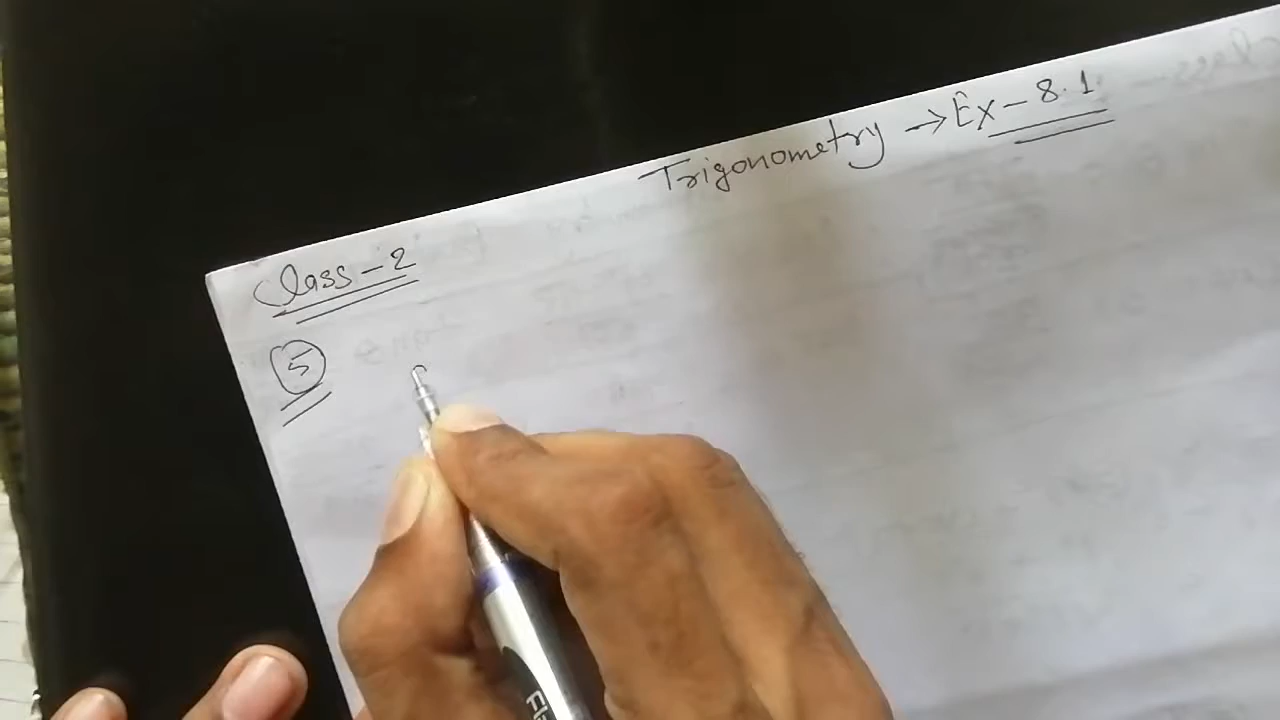 Trigonometry → Ex - 8.1
Class - 2
5